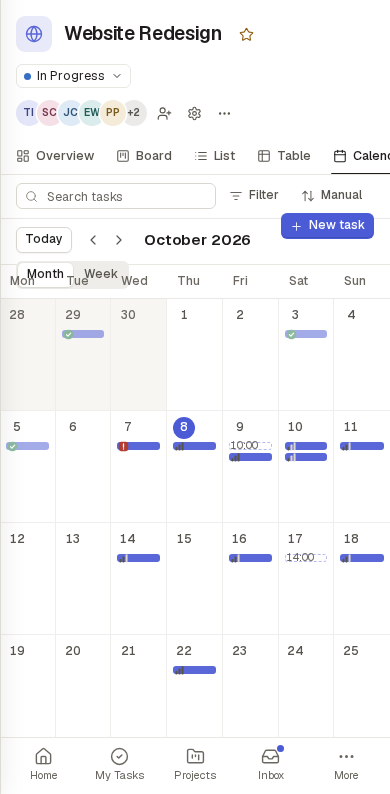 Website Redesign
In Progress
TI SC JC EW PP +2
Overview Board List Table Calend
Search tasks Filter Manual
New task
Today October 2026
Month Week
Mon Tue Wed Thu Fri Sat Sun
28 29 30 1 2 3 4
5 6 7 8 9 10 11
10:00
12 13 14 15 16 17 18
14:00
19 20 21 22 23 24 25
Home My Tasks Projects Inbox More